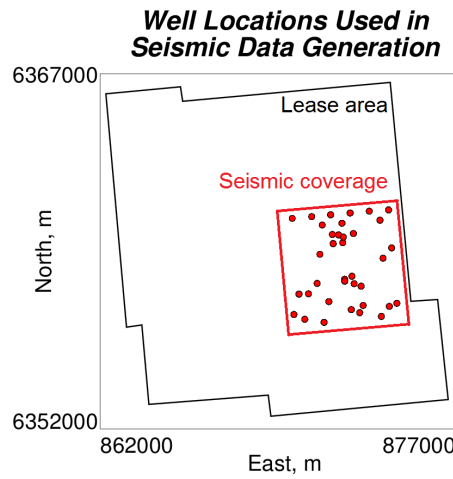 Well Locations Used in
Seismic Data Generation
6367000
Lease area
Seismic coverage
North, m
6352000
862000
877000
East, m